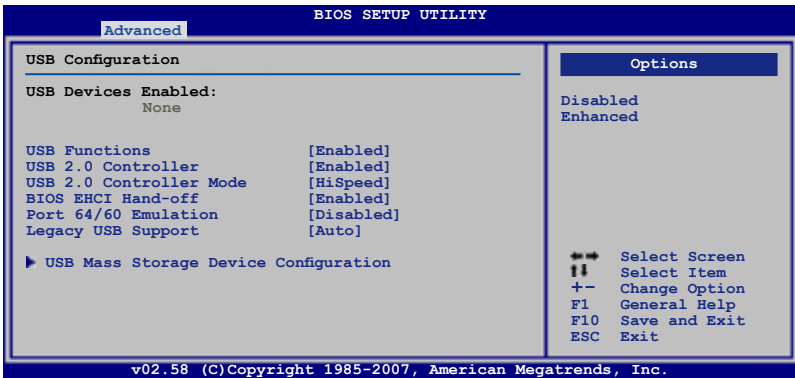 BIOS SETUP UTILITY
Advanced
USB Configuration
USB Devices Enabled:
None
USB Functions [Enabled]
USB 2.0 Controller [Enabled]
USB 2.0 Controller Mode [HiSpeed]
BIOS EHCI Hand-off [Enabled]
Port 64/60 Emulation [Disabled]
Legacy USB Support [Auto]
USB Mass Storage Device Configuration
Options
Disabled
Enhanced
Select Screen
Select Item
+- Change Option
F1 General Help
F10 Save and Exit
ESC Exit
v02.58 (C)Copyright 1985-2007, American Megatrends, Inc.